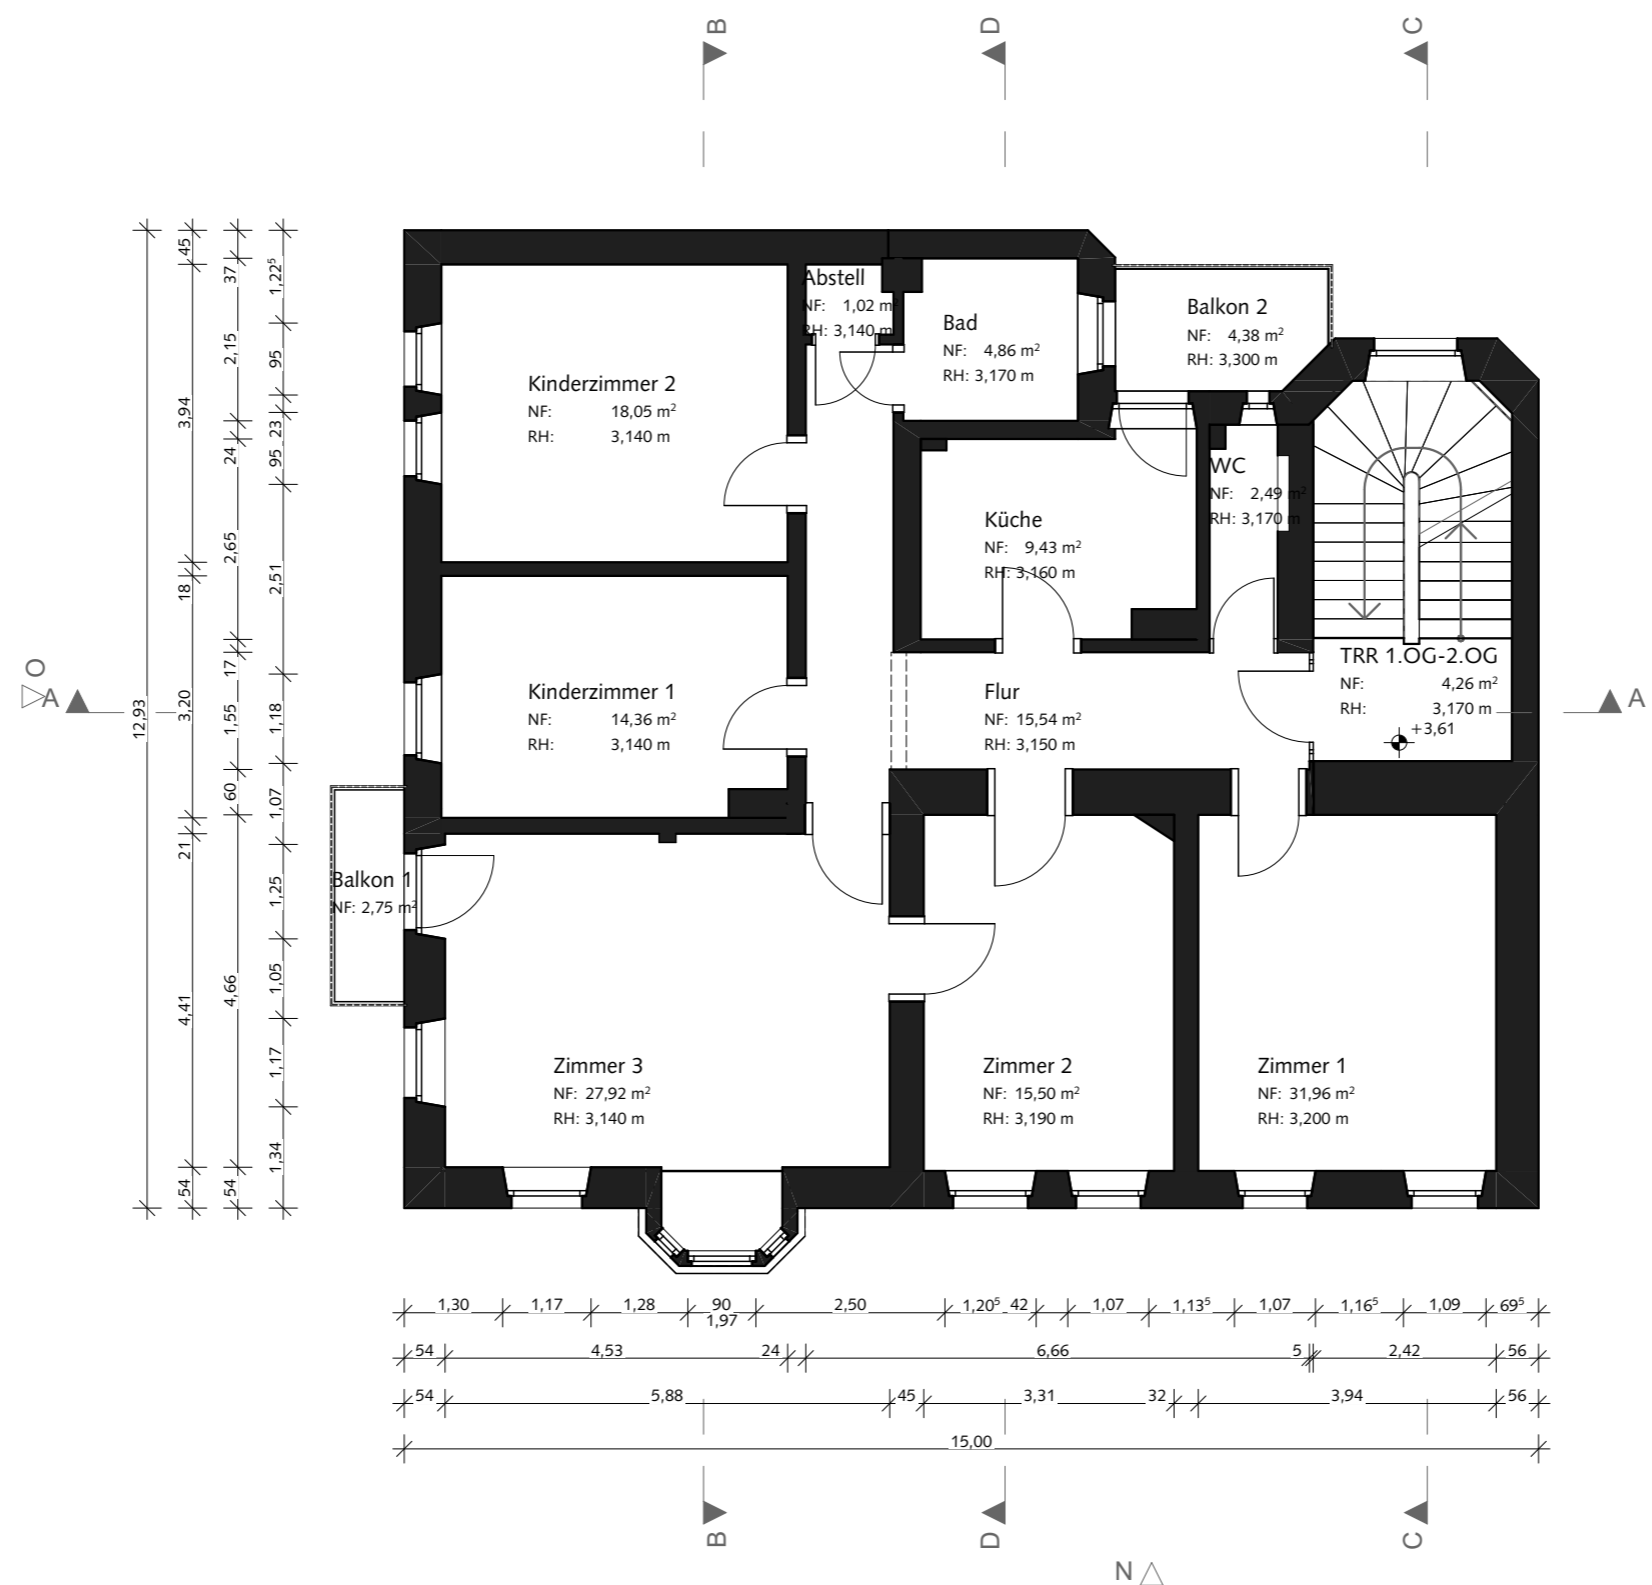 B
D
C
Abstell
NF: 1,02 m²
RH: 3,140 m
Bad
NF: 4,86 m²
RH: 3,170 m
Balkon 2
NF: 4,38 m²
RH: 3,300 m
Kinderzimmer 2
NF: 18,05 m²
RH: 3,140 m
WC
NF: 2,49 m²
RH: 3,170 m
Küche
NF: 9,43 m²
RH: 3,160 m
TRR 1.OG-2.OG
NF: 4,26 m²
RH: 3,170 m
+3,61
Kinderzimmer 1
NF: 14,36 m²
RH: 3,140 m
Flur
NF: 15,54 m²
RH: 3,150 m
O
A
A
Balkon 1
NF: 2,75 m²
Zimmer 3
NF: 27,92 m²
RH: 3,140 m
Zimmer 2
NF: 15,50 m²
RH: 3,190 m
Zimmer 1
NF: 31,96 m²
RH: 3,200 m
12,93
45
3,94
18
3,20
21
4,41
54
37
2,15
24
2,65
17
1,55
60
4,66
54
1,22⁵
95
23
95
2,51
1,18
1,07
1,25
1,05
1,17
1,34
1,30 1,17 1,28 90 2,50 1,20⁵ 42 1,07 1,13⁵ 1,07 1,16⁵ 1,09 69⁵
1,97
54 4,53 24 6,66 5 2,42 56
54 5,88 45 3,31 32 3,94 56
15,00
B
D
C
N